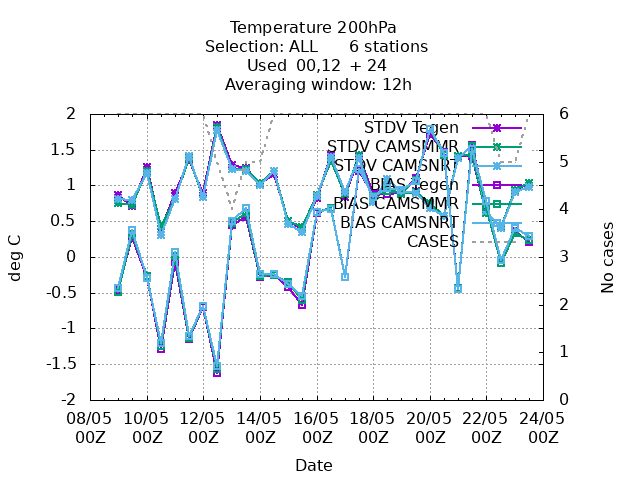 Temperature 200hPa
Selection: ALL 6 stations
Used 00,12 + 24
Averaging window: 12h
STDV Tegen
STDV CAMSMMR
STDV CAMSNRT
BIAS Tegen
BIAS CAMSMMR
BIAS CAMSNRT
CASES
2
1.5
1
0.5
0
-0.5
-1
-1.5
-2
6
5
4
3
2
1
0
deg C
No cases
08/05 10/05 12/05 14/05 16/05 18/05 20/05 22/05 24/05
00Z 00Z 00Z 00Z 00Z 00Z 00Z 00Z 00Z
Date